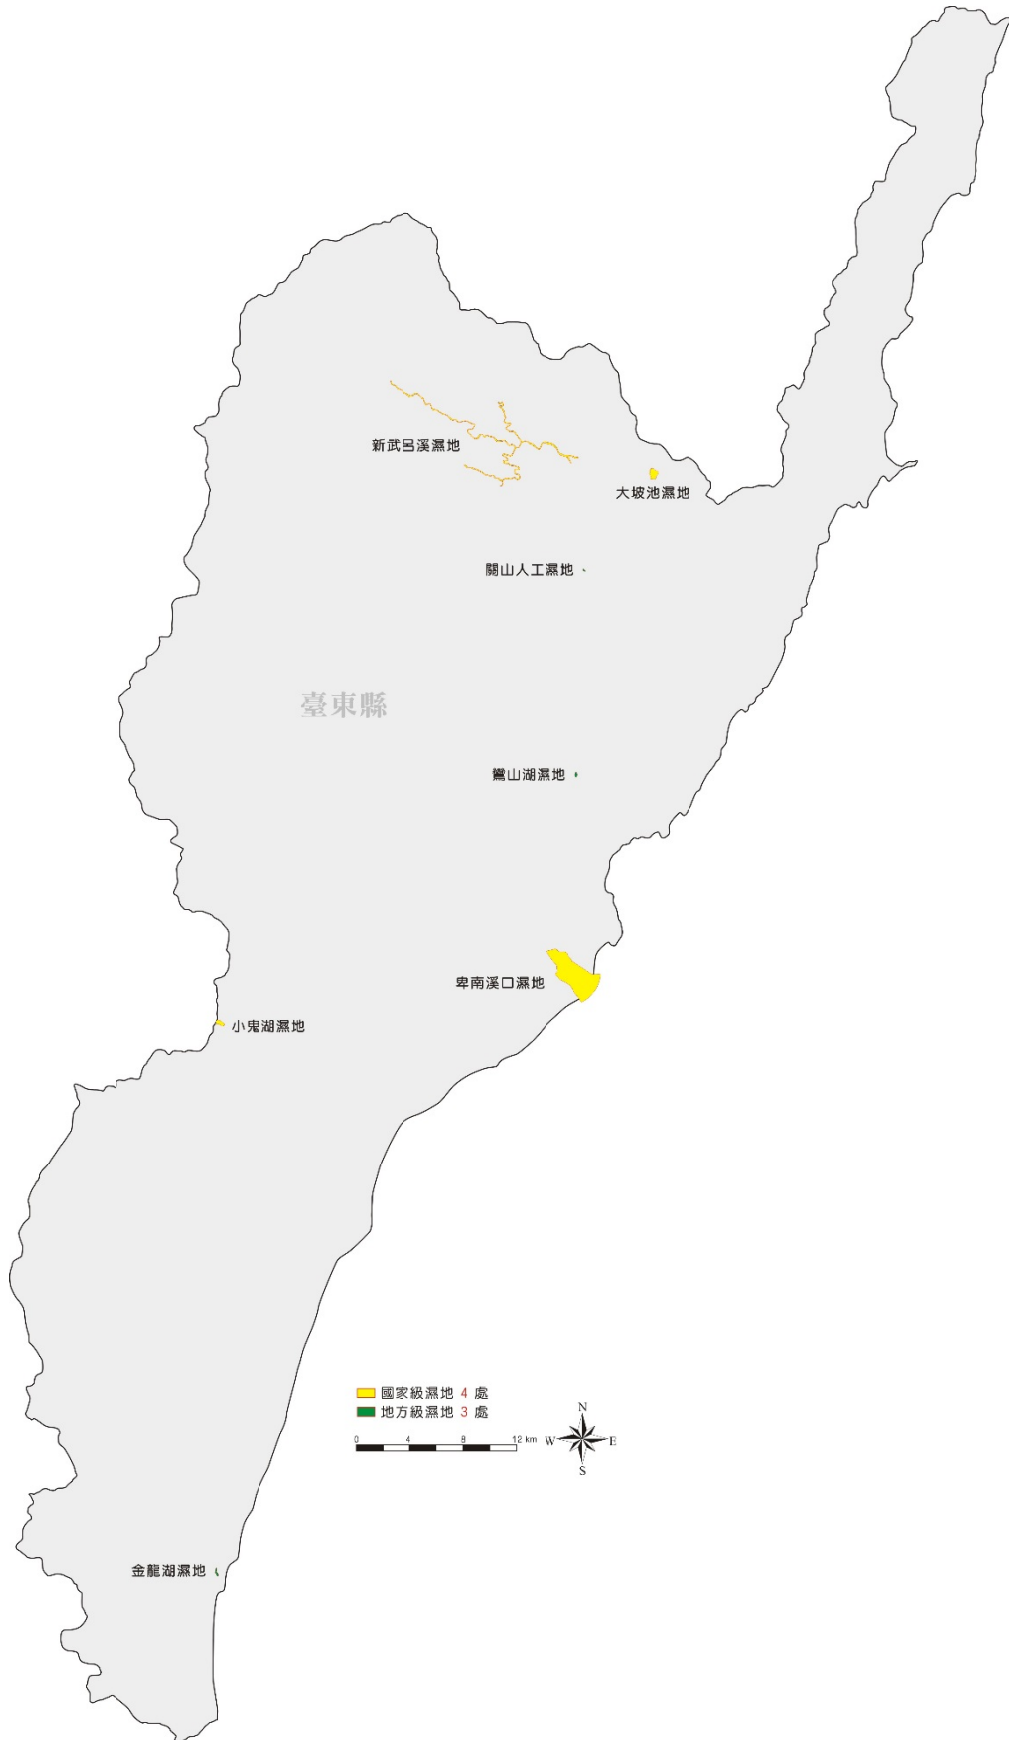 新武呂溪濕地
大坡池濕地
關山人工濕地
臺東縣
鸞山湖濕地
卑南溪口濕地
小鬼湖濕地
國家級濕地 4 處
地方級濕地 3 處
0 4 8 12 km
N
W E
S
金龍湖濕地